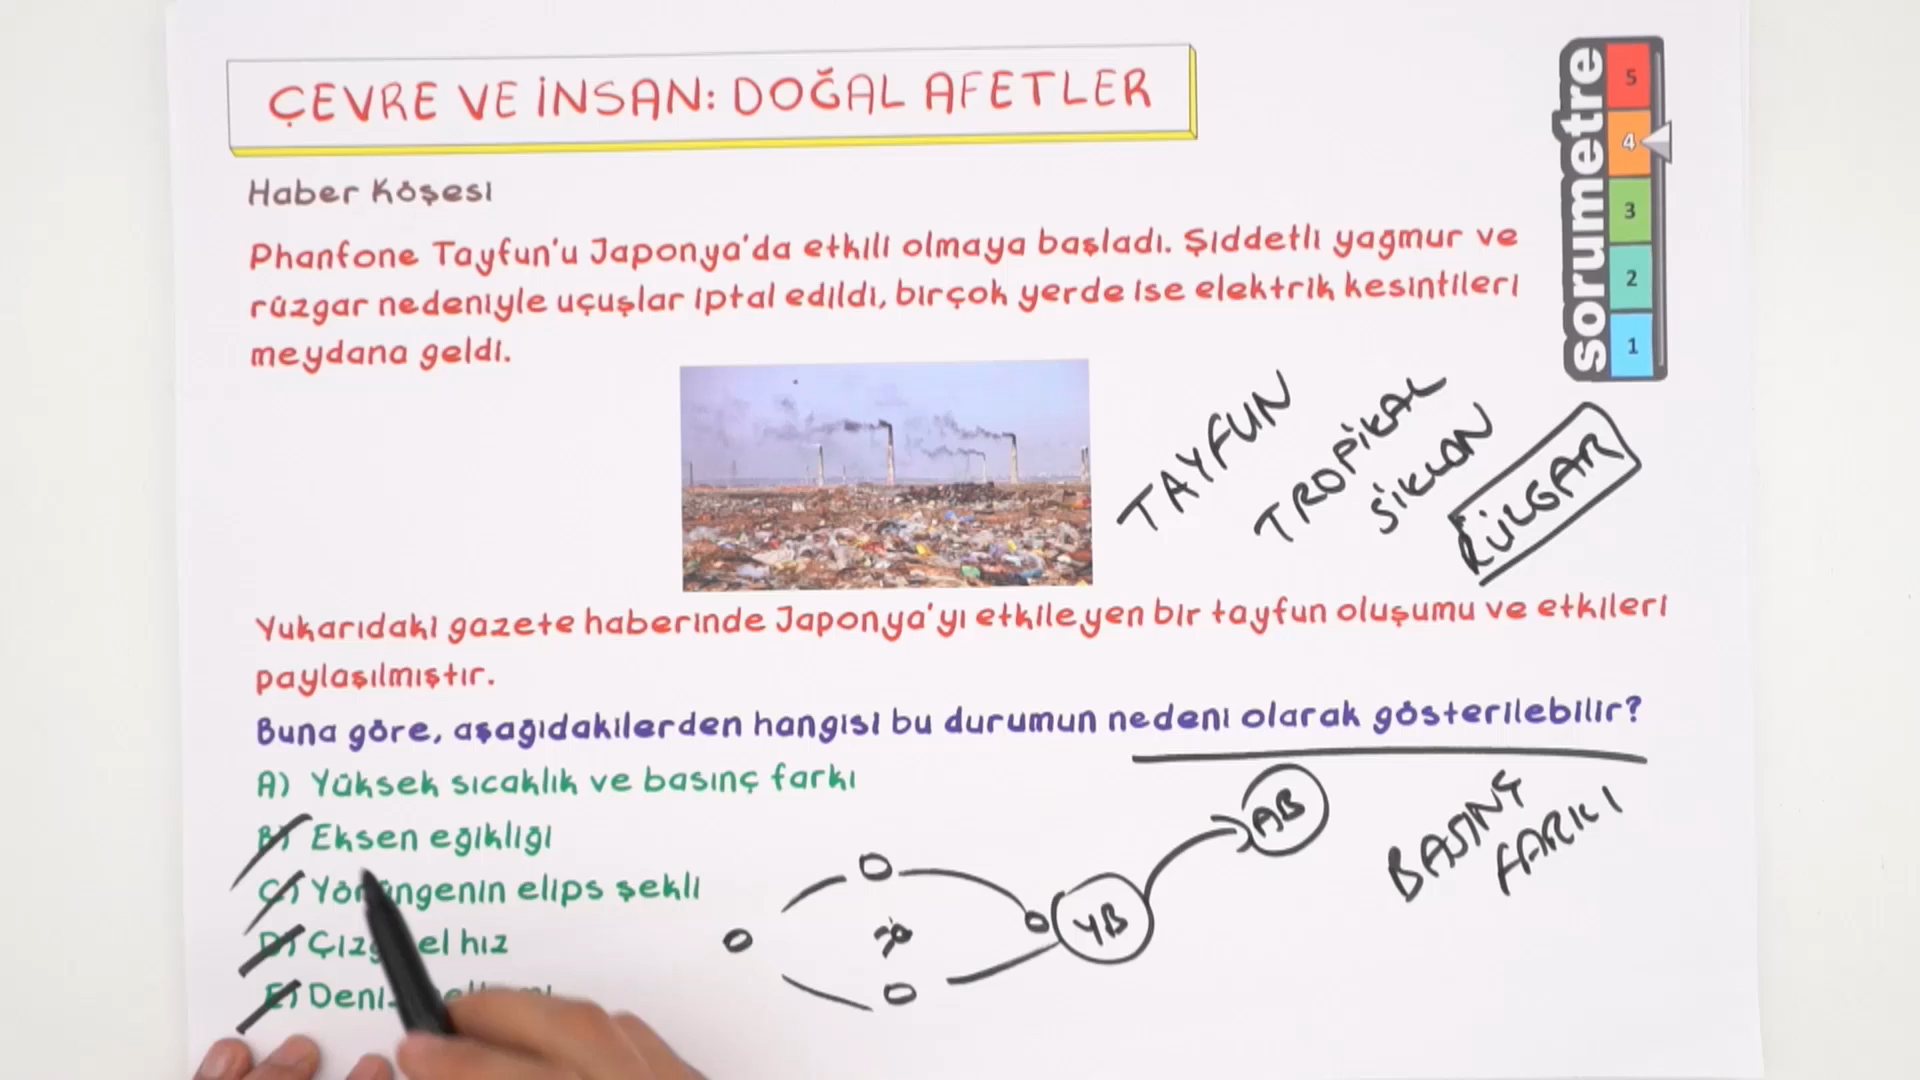 ÇEVRE VE İNSAN: DOĞAL AFETLER
sorumetre
5
4
3
2
1
Haber Köşesi
Phanfone Tayfun'u Japonya'da etkili olmaya başladı. Şiddetli yağmur ve
rüzgar nedeniyle uçuşlar iptal edildi, birçok yerde ise elektrik kesintileri
meydana geldi.
TAYFUN
TROPİKAL
SİKLON
RÜZGAR
Yukarıdaki gazete haberinde Japonya'yı etkileyen bir tayfun oluşumu ve etkileri
paylaşılmıştır.
Buna göre, aşağıdakilerden hangisi bu durumun nedeni olarak gösterilebilir?
A) Yüksek sıcaklık ve basınç farkı
B) Eksen eğikliği
C) Yörüngenin elips şekli
D) hız
E)
YB
AB
BASINÇ
FARKI